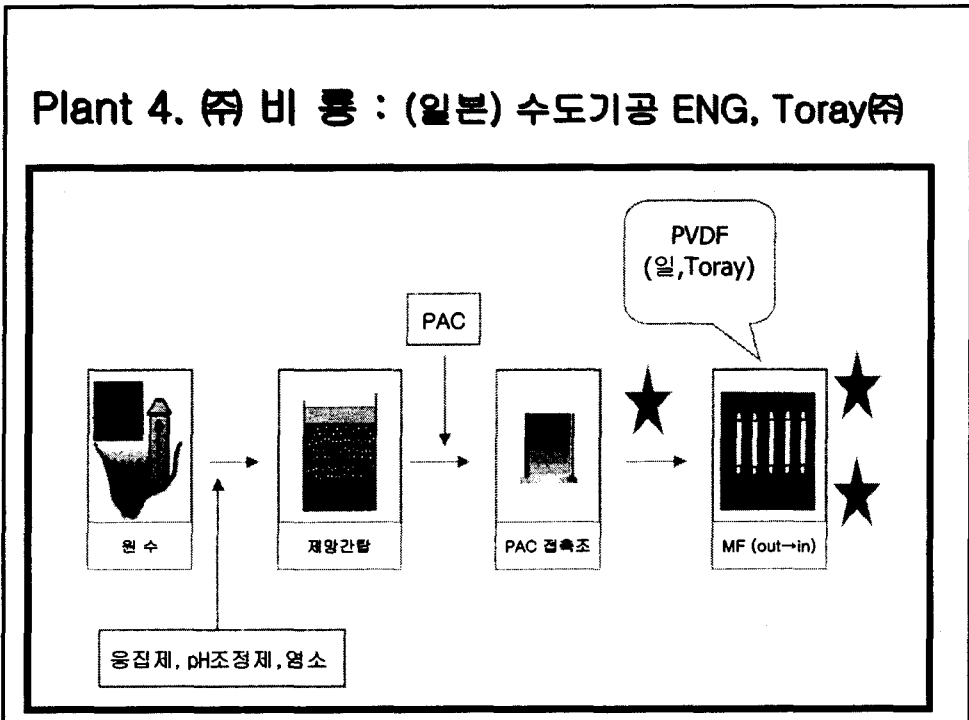 Plant 4. ㈜ 비 룡 : (일본) 수도기공 ENG, Toray㈜
PVDF
(일,Toray)
PAC
원 수
제망간탑
PAC 접촉조
MF (out→in)
응집제, pH조정제,염소